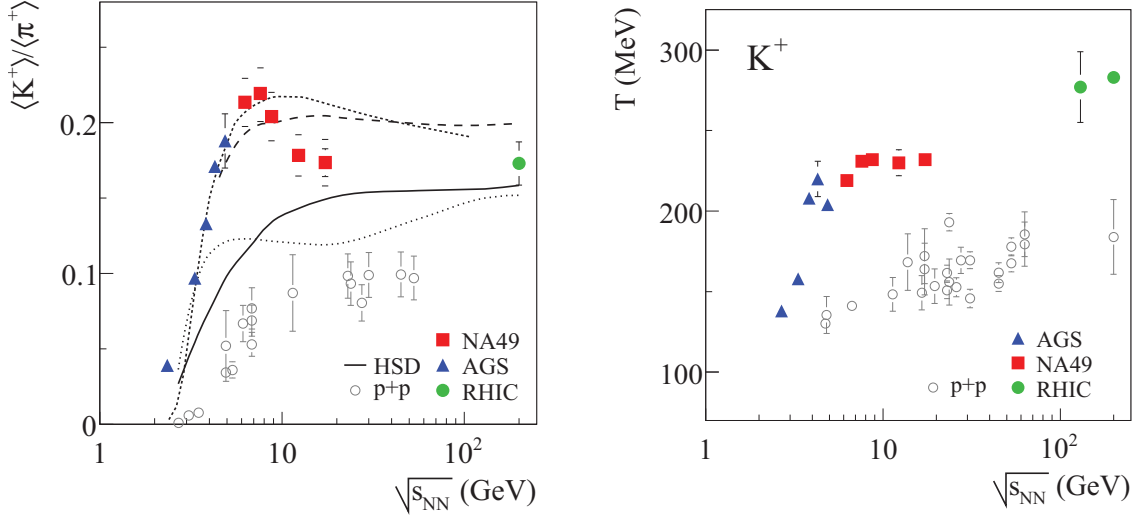 ⟨K⁺⟩/⟨π⁺⟩
0.2
0.1
0
NA49
HSD
AGS
p+p
RHIC
1
10
10²
√sNN (GeV)
T (MeV)
K⁺
300
200
100
AGS
NA49
p+p
RHIC
1
10
10²
√sNN (GeV)